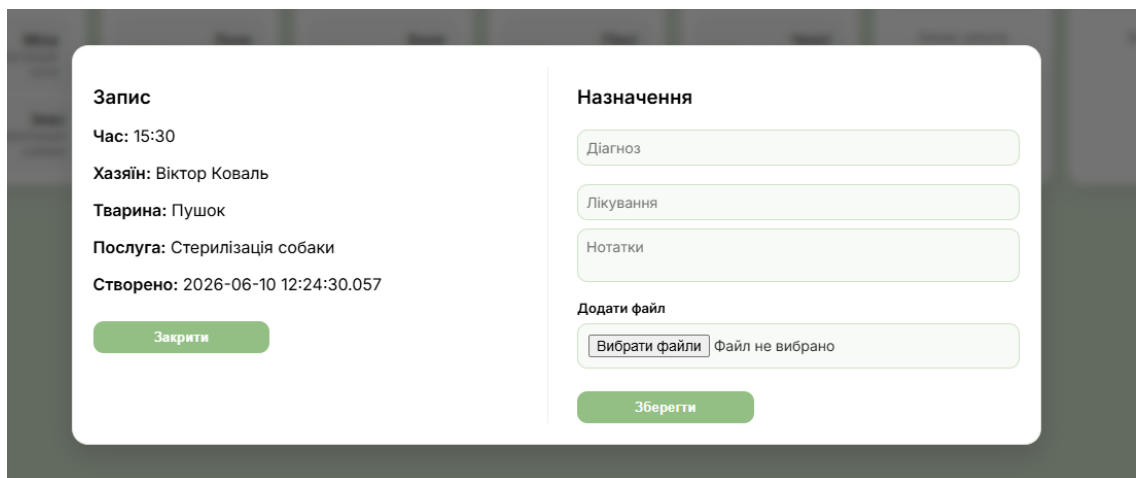 Запис
Час: 15:30
Хазяїн: Віктор Коваль
Тварина: Пушок
Послуга: Стерилізація собаки
Створено: 2026-06-10 12:24:30.057
Закрити
Назначення
Діагноз
Лікування
Нотатки
Додати файл
Вибрати файли Файл не вибрано
Зберегти